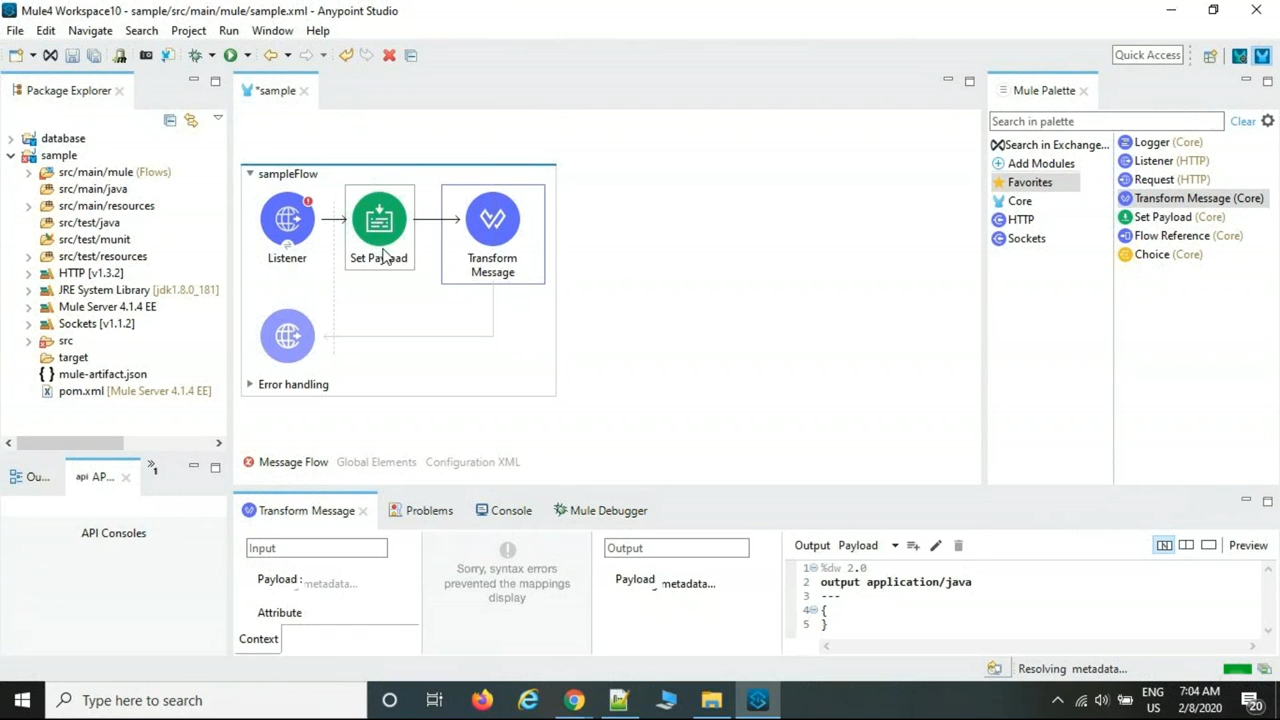 Mule4 Workspace10 - sample/src/main/mule/sample.xml - Anypoint Studio
File Edit Navigate Search Project Run Window Help
Quick Access
Package Explorer
*sample
Mule Palette
database
sample
src/main/mule (Flows)
src/main/java
src/main/resources
src/test/java
src/test/munit
src/test/resources
HTTP [v1.3.2]
JRE System Library [jdk1.8.0_181]
Mule Server 4.1.4 EE
Sockets [v1.1.2]
src
target
mule-artifact.json
pom.xml [Mule Server 4.1.4 EE]
sampleFlow
Listener
Set Payload
Transform
Message
Error handling
Message Flow Global Elements Configuration XML
Search in palette
Clear
Search in Exchange...
Add Modules
Favorites
Core
HTTP
Sockets
Logger (Core)
Listener (HTTP)
Request (HTTP)
Transform Message (Core)
Set Payload (Core)
Flow Reference (Core)
Choice (Core)
Ou...
api AP...
1
API Consoles
Transform Message
Problems
Console
Mule Debugger
Input
Payload :
metadata...
Attribute
Context
Sorry, syntax errors
prevented the mappings
display
Output
Payload
metadata...
Output Payload
Preview
1 %dw 2.0
2 output application/java
3 ---
4 {
5 }
Resolving metadata...
Type here to search
ENG
US
7:04 AM
2/8/2020
20